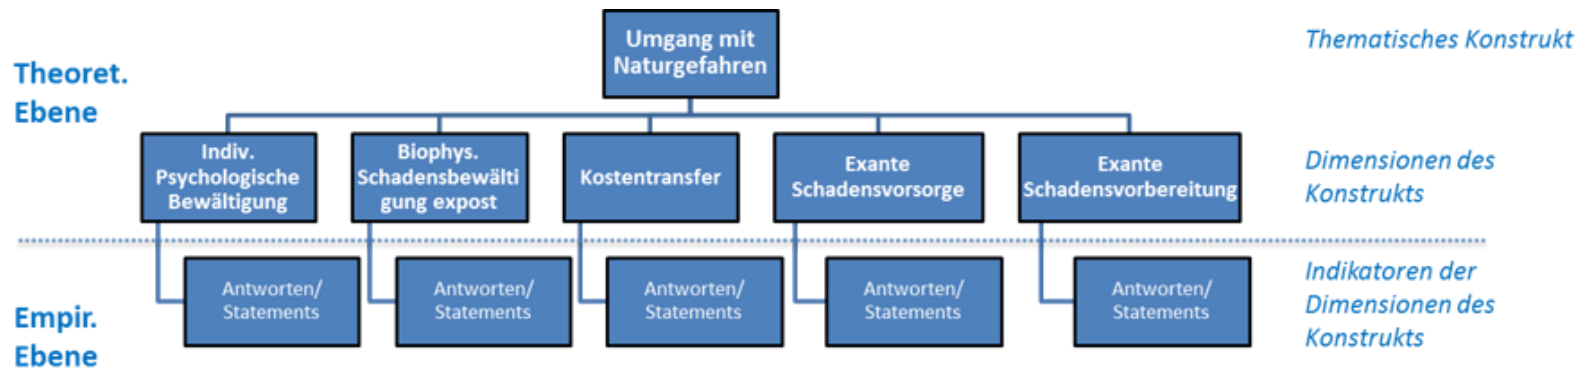 Umgang mit
Naturgefahren
Thematisches Konstrukt
Theoret.
Ebene
Indiv.
Psychologische
Bewältigung
Biophys.
Schadensbewälti
gung expost
Kostentransfer
Exante
Schadensvorsorge
Exante
Schadensvorbereitung
Dimensionen des
Konstrukts
Empir.
Ebene
Antworten/
Statements
Antworten/
Statements
Antworten/
Statements
Antworten/
Statements
Antworten/
Statements
Indikatoren der
Dimensionen des
Konstrukts